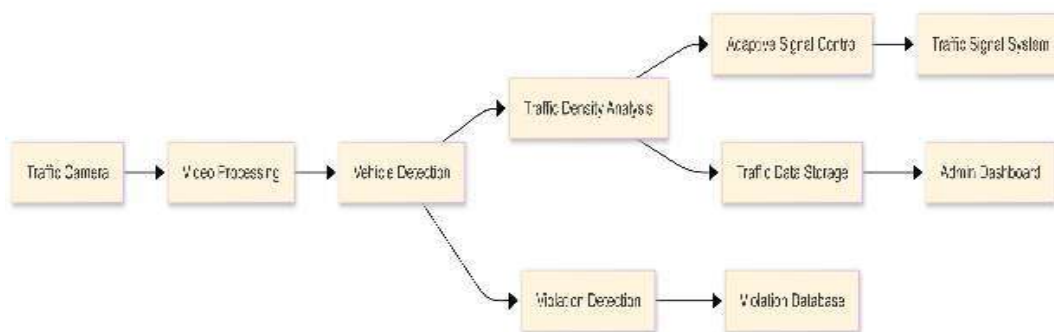 Adaptive Signal Control
Traffic Signal System
Traffic Density Analysis
Traffic Camera
Video Processing
Vehicle Detection
Traffic Data Storage
Admin Dashboard
Violation Detection
Violation Database